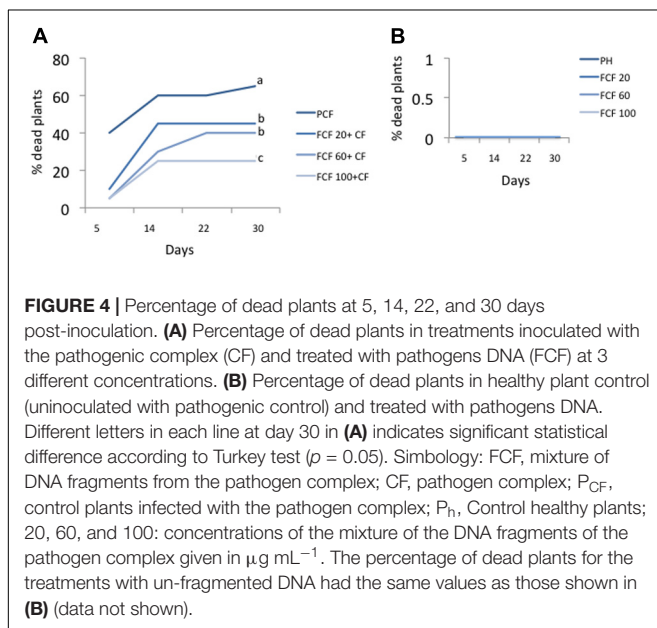 A
80
60
40
20
0
% dead plants
5 14 22 30
Days
a
b
b
c
PCF
FCF 20+ CF
FCF 60+ CF
FCF 100+CF
B
1
0.5
0
% dead plants
5 14 22 30
Days
PH
FCF 20
FCF 60
FCF 100
FIGURE 4 | Percentage of dead plants at 5, 14, 22, and 30 days
post-inoculation. (A) Percentage of dead plants in treatments inoculated with
the pathogenic complex (CF) and treated with pathogens DNA (FCF) at 3
different concentrations. (B) Percentage of dead plants in healthy plant control
(uninoculated with pathogenic control) and treated with pathogens DNA.
Different letters in each line at day 30 in (A) indicates significant statistical
difference according to Turkey test (p = 0.05). Simbology: FCF, mixture of
DNA fragments from the pathogen complex; CF, pathogen complex; PCF,
control plants infected with the pathogen complex; Ph, Control healthy plants;
20, 60, and 100: concentrations of the mixture of the DNA fragments of the
pathogen complex given in μg mL−1. The percentage of dead plants for the
treatments with un-fragmented DNA had the same values as those shown in
(B) (data not shown).